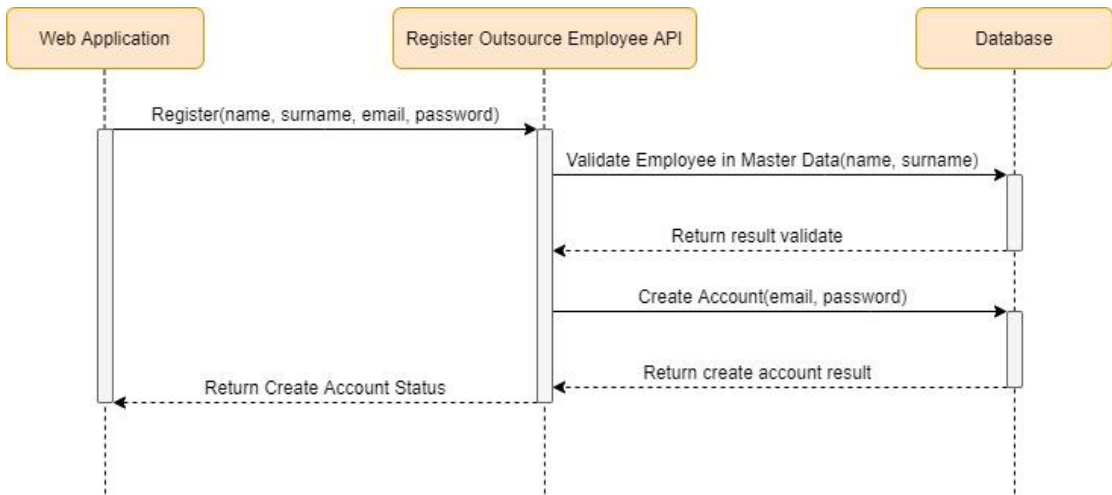 Web Application
Register Outsource Employee API
Database
Register(name, surname, email, password)
Validate Employee in Master Data(name, surname)
Return result validate
Create Account(email, password)
Return create account result
Return Create Account Status